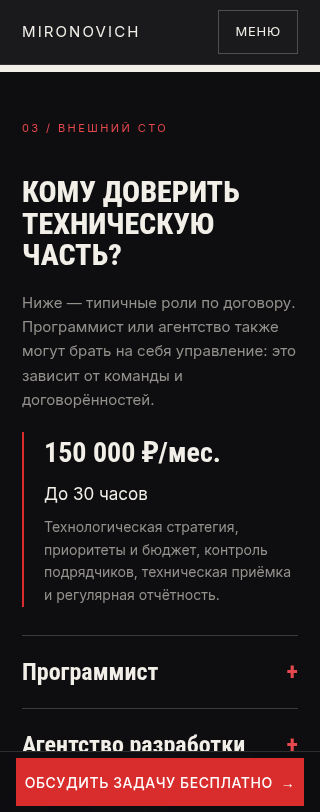 MIRONOVICH
МЕНЮ
03 / ВНЕШНИЙ СТО
КОМУ ДОВЕРИТЬ
ТЕХНИЧЕСКУЮ
ЧАСТЬ?
Ниже — типичные роли по договору.
Программист или агентство также
могут брать на себя управление: это
зависит от команды и
договорённостей.
150 000 ₽/мес.
До 30 часов
Технологическая стратегия,
приоритеты и бюджет, контроль
подрядчиков, техническая приёмка
и регулярная отчётность.
Программист +
Агентство разработки +
ОБСУДИТЬ ЗАДАЧУ БЕСПЛАТНО →